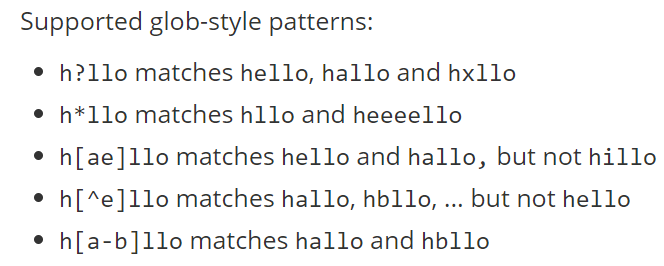 Supported glob-style patterns:
• h?llo matches hello, hallo and hxllo
• h*llo matches hllo and heeeello
• h[ae]llo matches hello and hallo, but not hillo
• h[^e]llo matches hallo, hbllo, ... but not hello
• h[a-b]llo matches hallo and hbllo